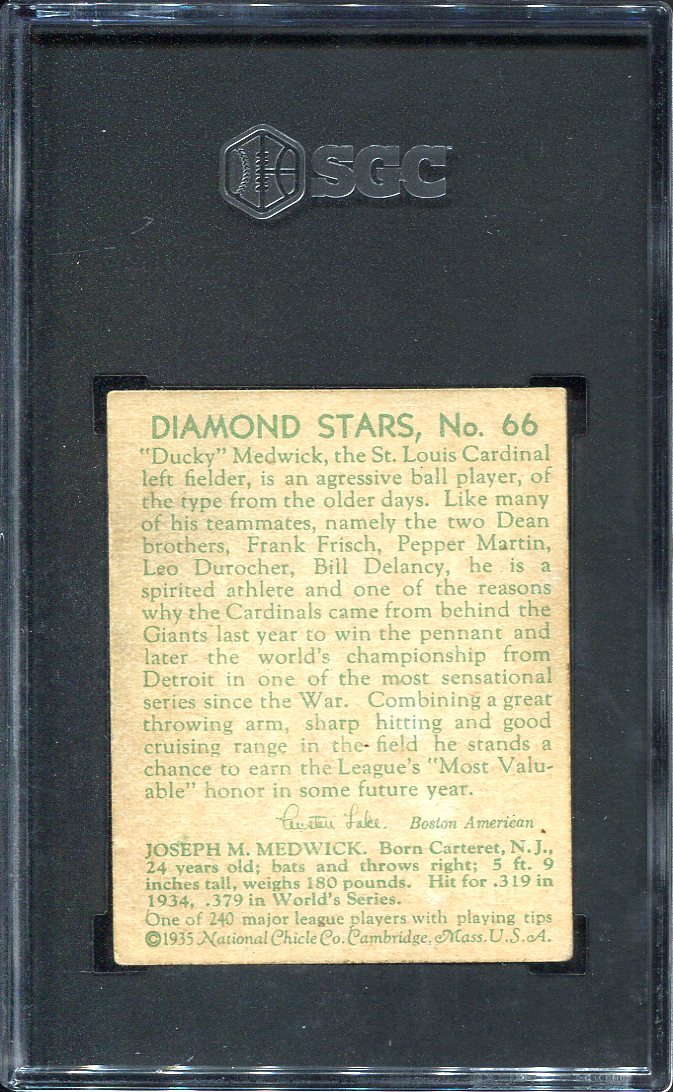 SGC
DIAMOND STARS, No. 66
"Ducky" Medwick, the St. Louis Cardinal
left fielder, is an agressive ball player, of
the type from the older days. Like many
of his teammates, namely the two Dean
brothers, Frank Frisch, Pepper Martin,
Leo Durocher, Bill Delancy, he is a
spirited athlete and one of the reasons
why the Cardinals came from behind the
Giants last year to win the pennant and
later the world's championship from
Detroit in one of the most sensational
series since the War. Combining a great
throwing arm, sharp hitting and good
cruising range in the field he stands a
chance to earn the League's "Most Valu-
able" honor in some future year.
Austen Lake. Boston American
JOSEPH M. MEDWICK. Born Carteret, N. J.,
24 years old; bats and throws right; 5 ft. 9
inches tall, weighs 180 pounds. Hit for .319 in
1934, .379 in World's Series.
One of 240 major league players with playing tips
©1935 National Chicle Co. Cambridge, Mass. U.S.A.